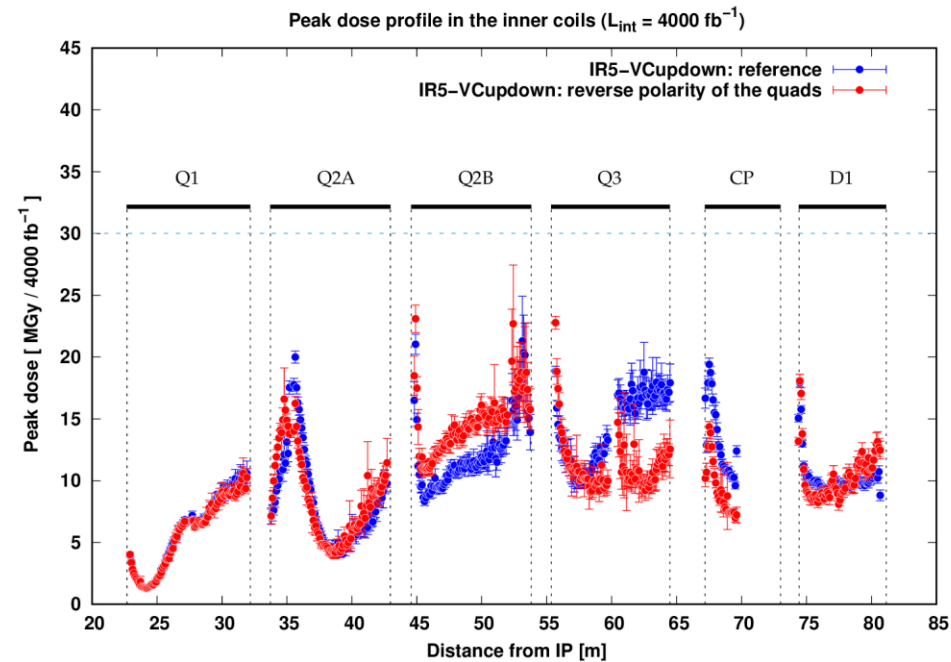 Peak dose profile in the inner coils (L_int = 4000 fb⁻¹)
IR5-VCupdown: reference
IR5-VCupdown: reverse polarity of the quads
Q1 Q2A Q2B Q3 CP D1
Peak dose [ MGy / 4000 fb⁻¹ ]
45
40
35
30
25
20
15
10
5
0
20 25 30 35 40 45 50 55 60 65 70 75 80 85
Distance from IP [m]